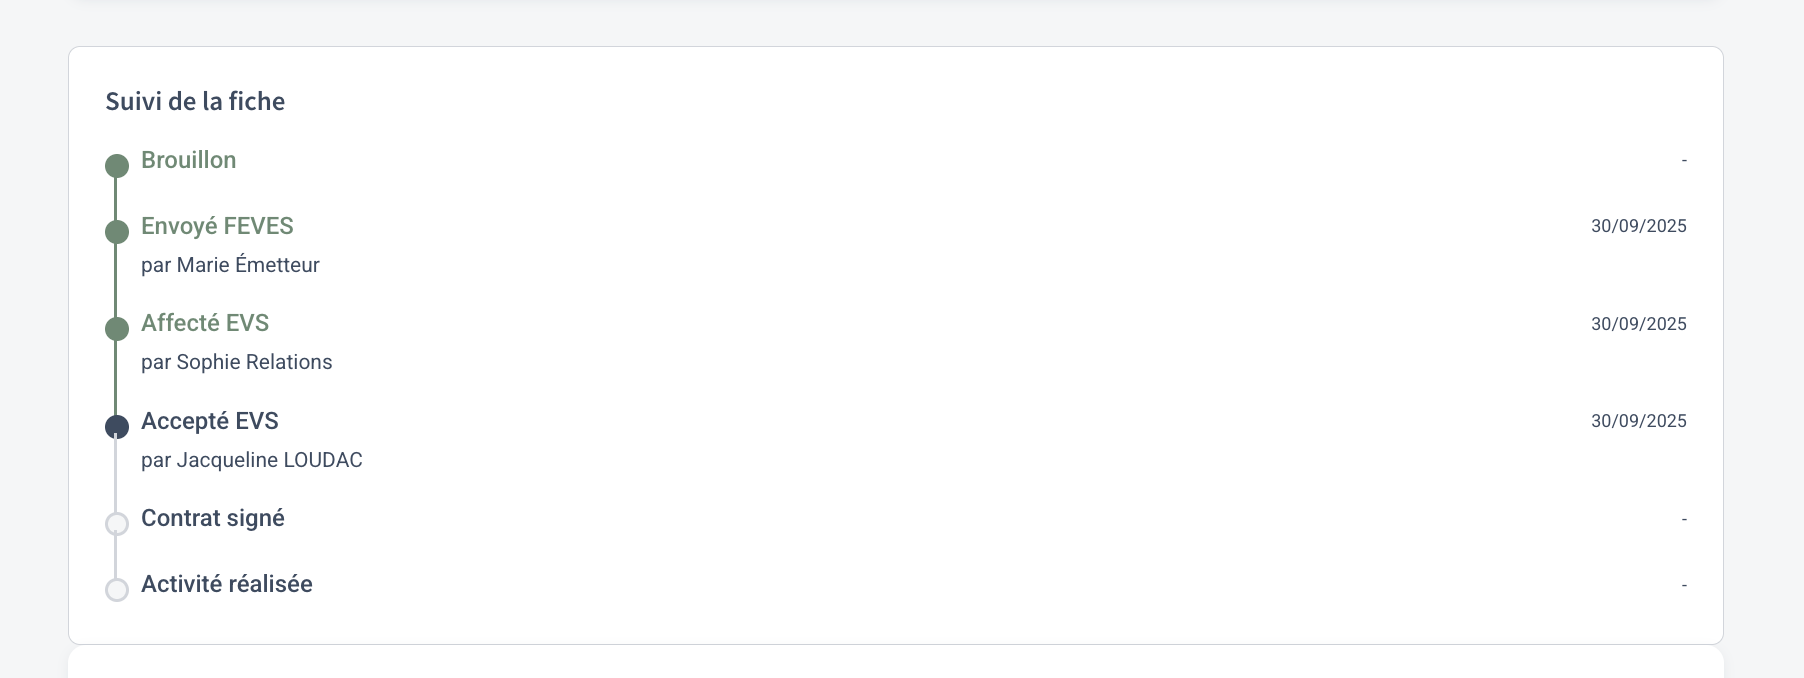 Suivi de la fiche
Brouillon -
Envoyé FEVES 30/09/2025
par Marie Émetteur
Affecté EVS 30/09/2025
par Sophie Relations
Accepté EVS 30/09/2025
par Jacqueline LOUDAC
Contrat signé -
Activité réalisée -